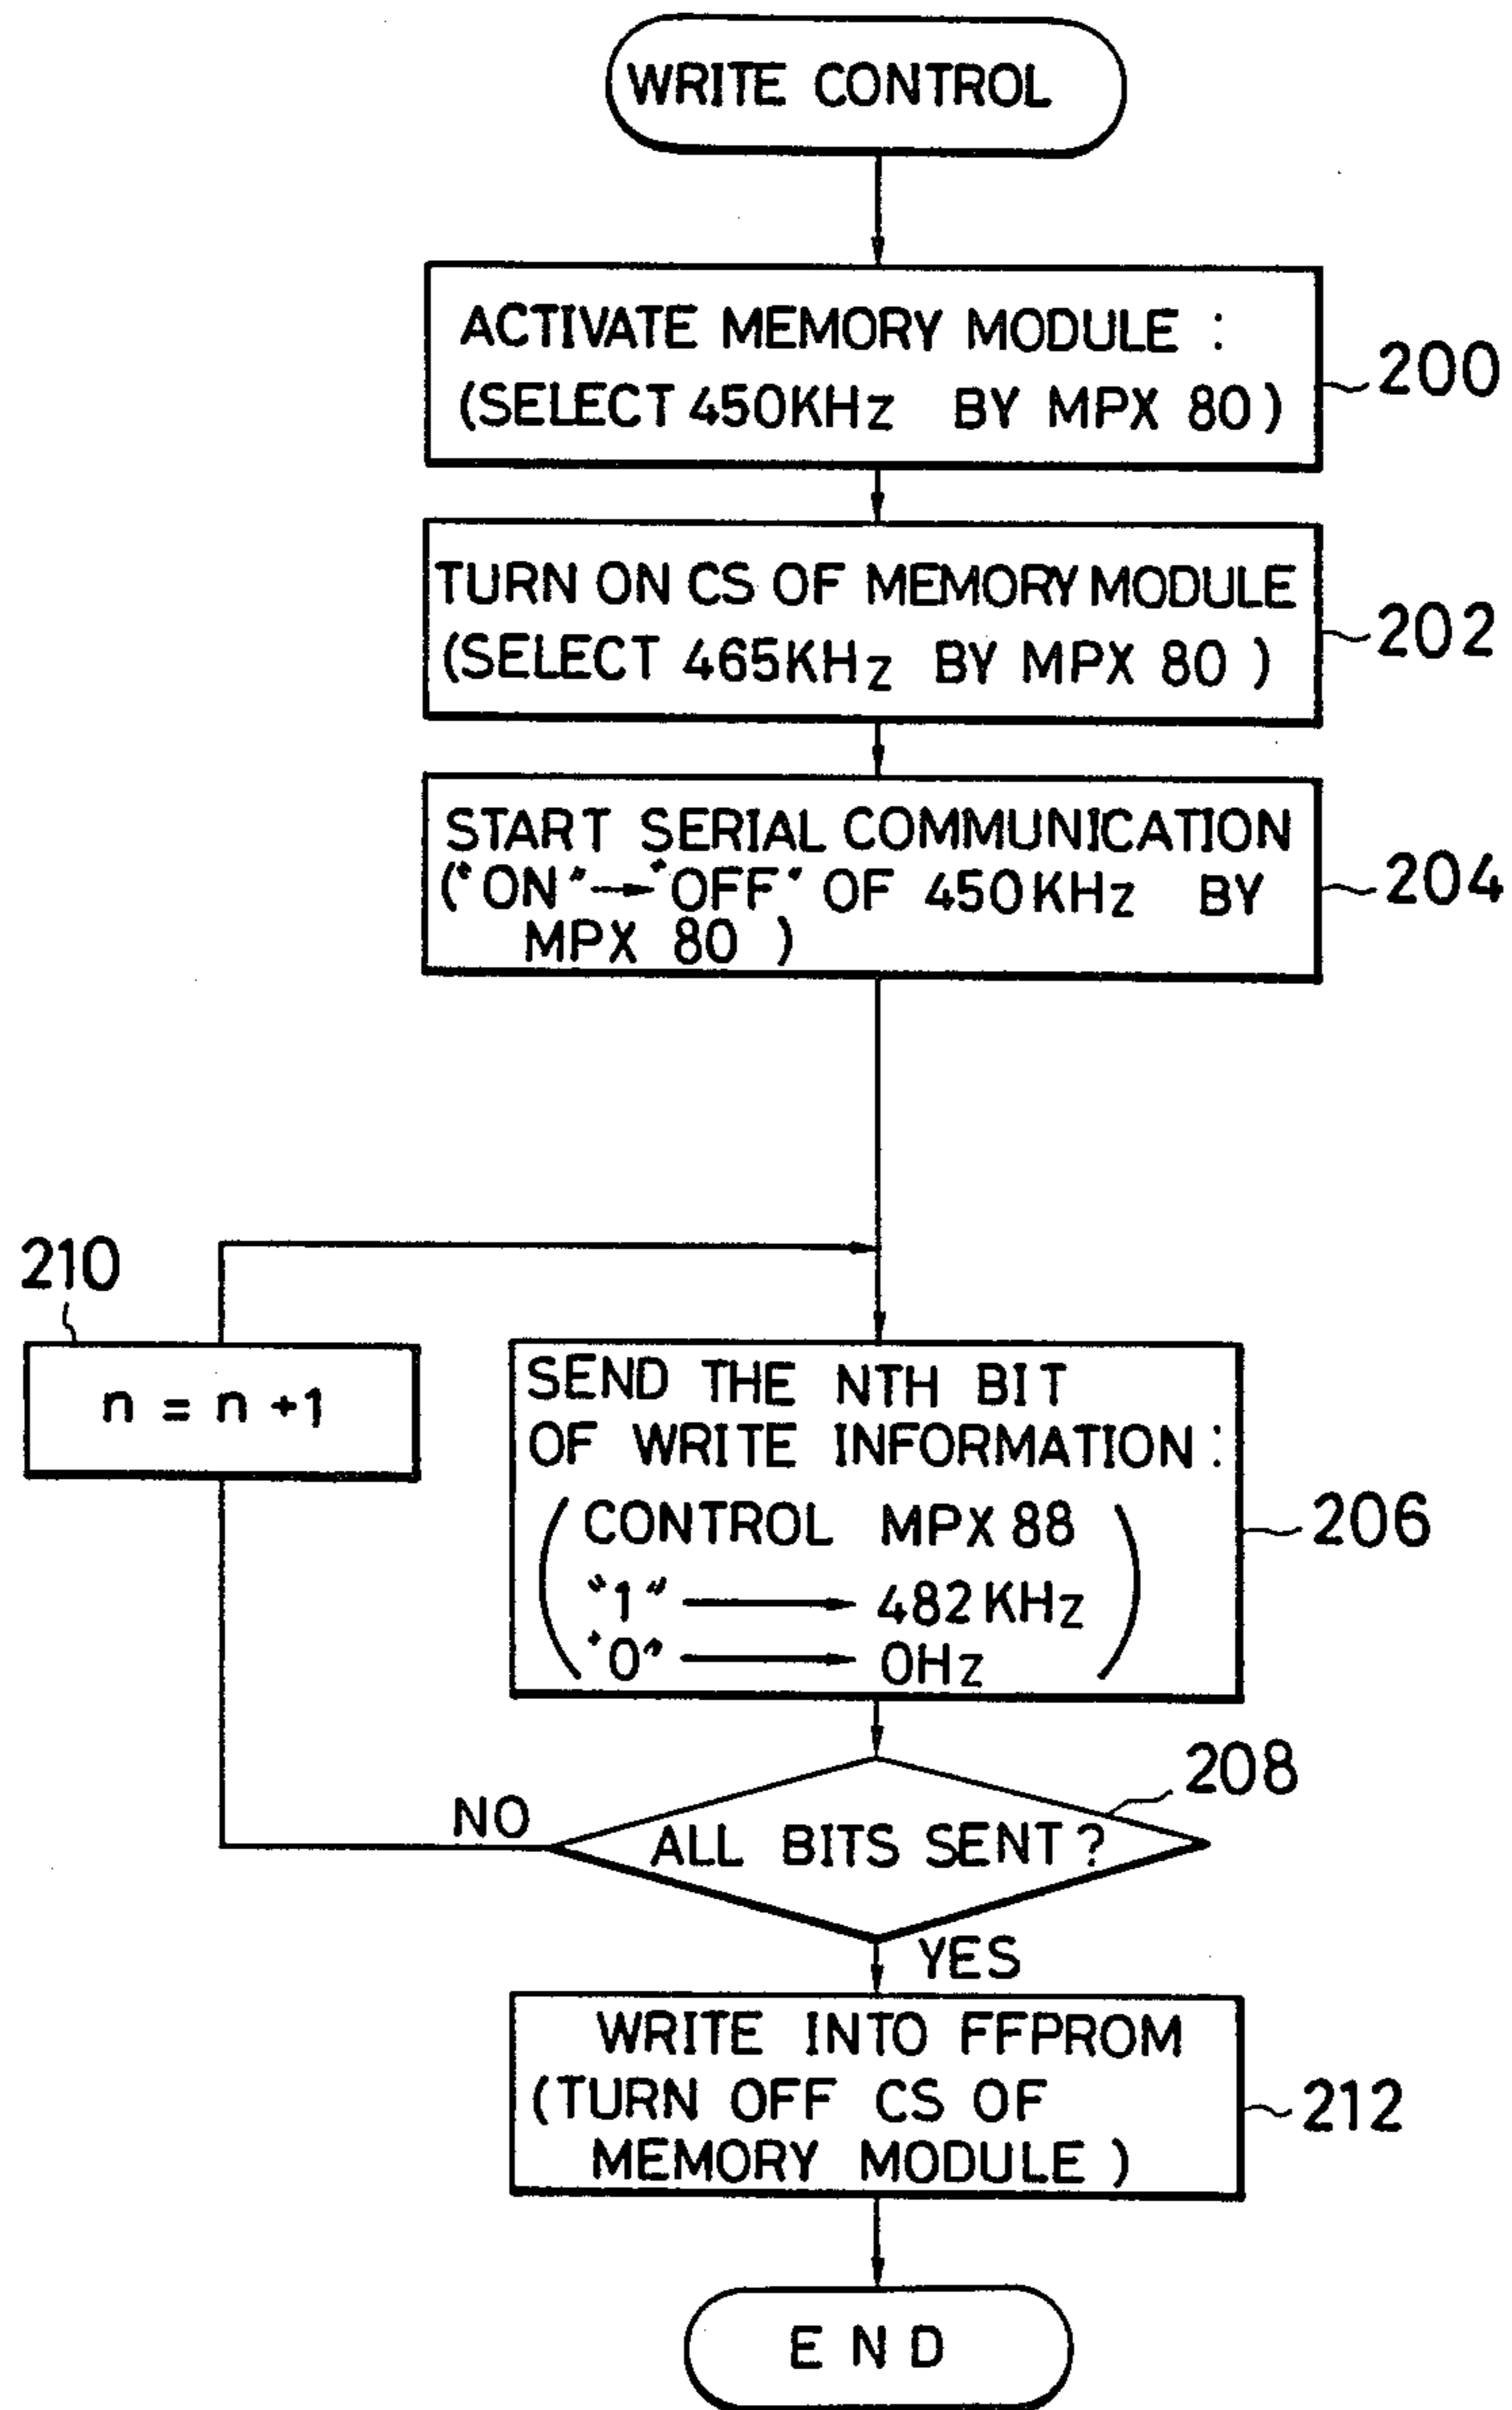 WRITE CONTROL
ACTIVATE MEMORY MODULE :
(SELECT 450KHz BY MPX 80)
200
TURN ON CS OF MEMORY MODULE
(SELECT 465KHz BY MPX 80 )
202
START SERIAL COMMUNICATION
("ON"→"OFF" OF 450KHz BY
MPX 80 )
204
210
n = n +1
SEND THE NTH BIT
OF WRITE INFORMATION :
(CONTROL MPX 88
"1" → 482KHz
"0" → 0Hz)
206
208
NO
ALL BITS SENT ?
YES
WRITE INTO FFPROM
(TURN OFF CS OF
MEMORY MODULE )
212
END